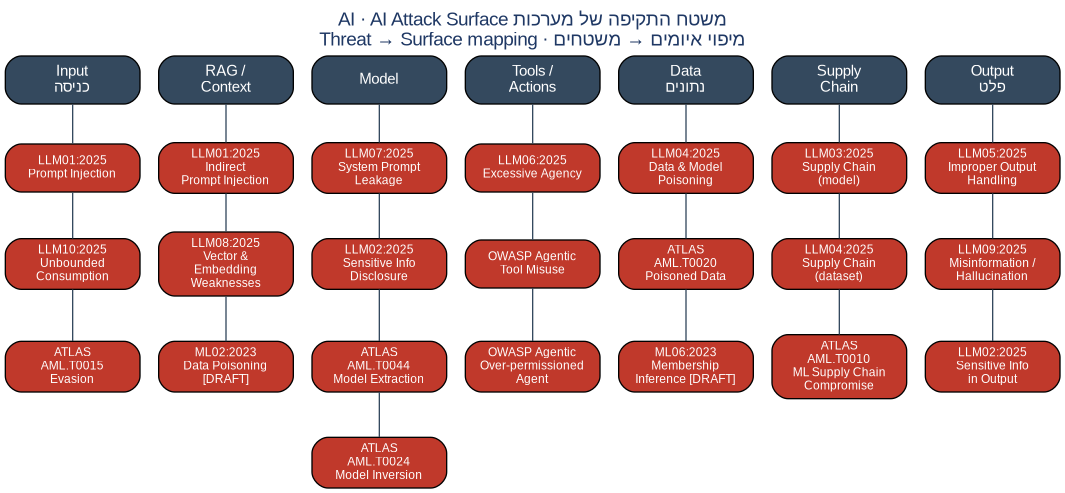 משטח התקיפה של מערכות AI · AI Attack Surface
מיפוי איומים → משטחים · Threat → Surface mapping
Input
כניסה
RAG /
Context
Model
Tools /
Actions
Data
נתונים
Supply
Chain
Output
פלט
LLM01:2025
Prompt Injection
LLM01:2025
Indirect
Prompt Injection
LLM07:2025
System Prompt
Leakage
LLM06:2025
Excessive Agency
LLM04:2025
Data & Model
Poisoning
LLM03:2025
Supply Chain
(model)
LLM05:2025
Improper Output
Handling
LLM10:2025
Unbounded
Consumption
LLM08:2025
Vector &
Embedding
Weaknesses
LLM02:2025
Sensitive Info
Disclosure
OWASP Agentic
Tool Misuse
ATLAS
AML.T0020
Poisoned Data
LLM04:2025
Supply Chain
(dataset)
LLM09:2025
Misinformation /
Hallucination
ATLAS
AML.T0015
Evasion
ML02:2023
Data Poisoning
[DRAFT]
ATLAS
AML.T0044
Model Extraction
OWASP Agentic
Over-permissioned
Agent
ML06:2023
Membership
Inference [DRAFT]
ATLAS
AML.T0010
ML Supply Chain
Compromise
LLM02:2025
Sensitive Info
in Output
ATLAS
AML.T0024
Model Inversion